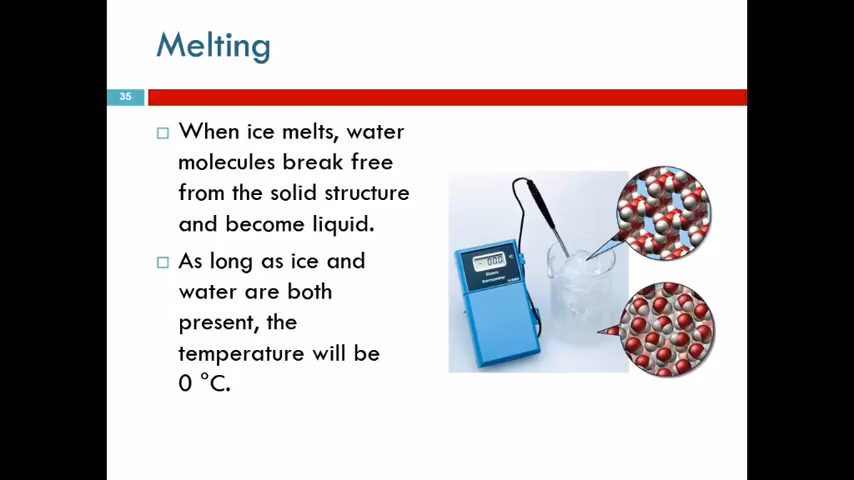 Melting
35
When ice melts, water
molecules break free
from the solid structure
and become liquid.
As long as ice and
water are both
present, the
temperature will be
0 °C.
°C